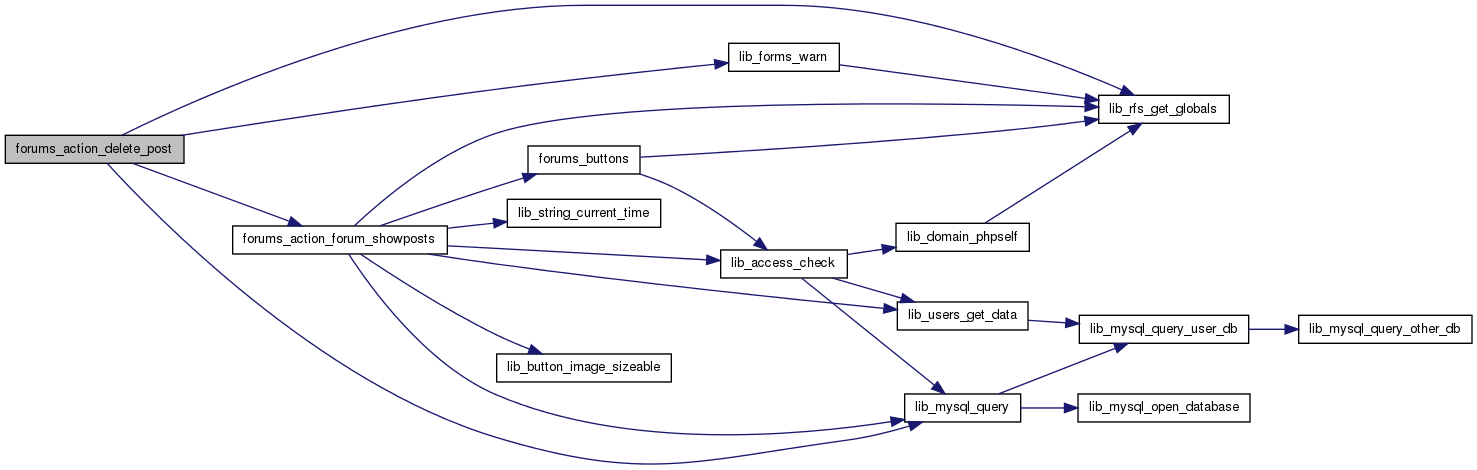 forums_action_delete_post
lib_forms_warn
lib_rfs_get_globals
forums_buttons
lib_string_current_time
forums_action_forum_showposts
lib_domain_phpself
lib_access_check
lib_users_get_data
lib_mysql_query_user_db
lib_mysql_query_other_db
lib_button_image_sizeable
lib_mysql_query
lib_mysql_open_database